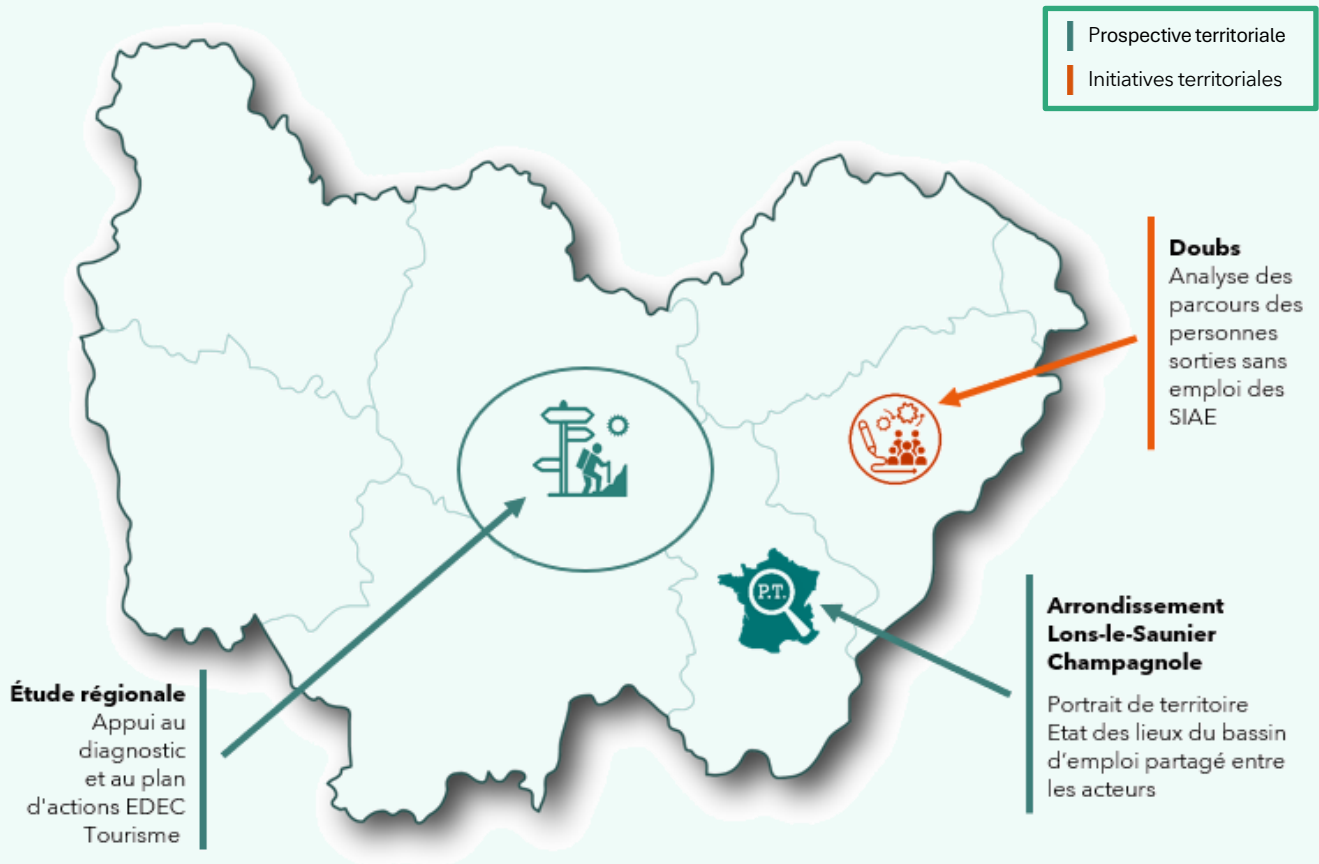 Prospective territoriale
Initiatives territoriales
Doubs
Analyse des
parcours des
personnes
sorties sans
emploi des
SIAE
P.T.
Arrondissement
Lons-le-Saunier
Champagnole
Portrait de territoire
Etat des lieux du bassin
d'emploi partagé entre
les acteurs
Étude régionale
Appui au
diagnostic
et au plan
d'actions EDEC
Tourisme